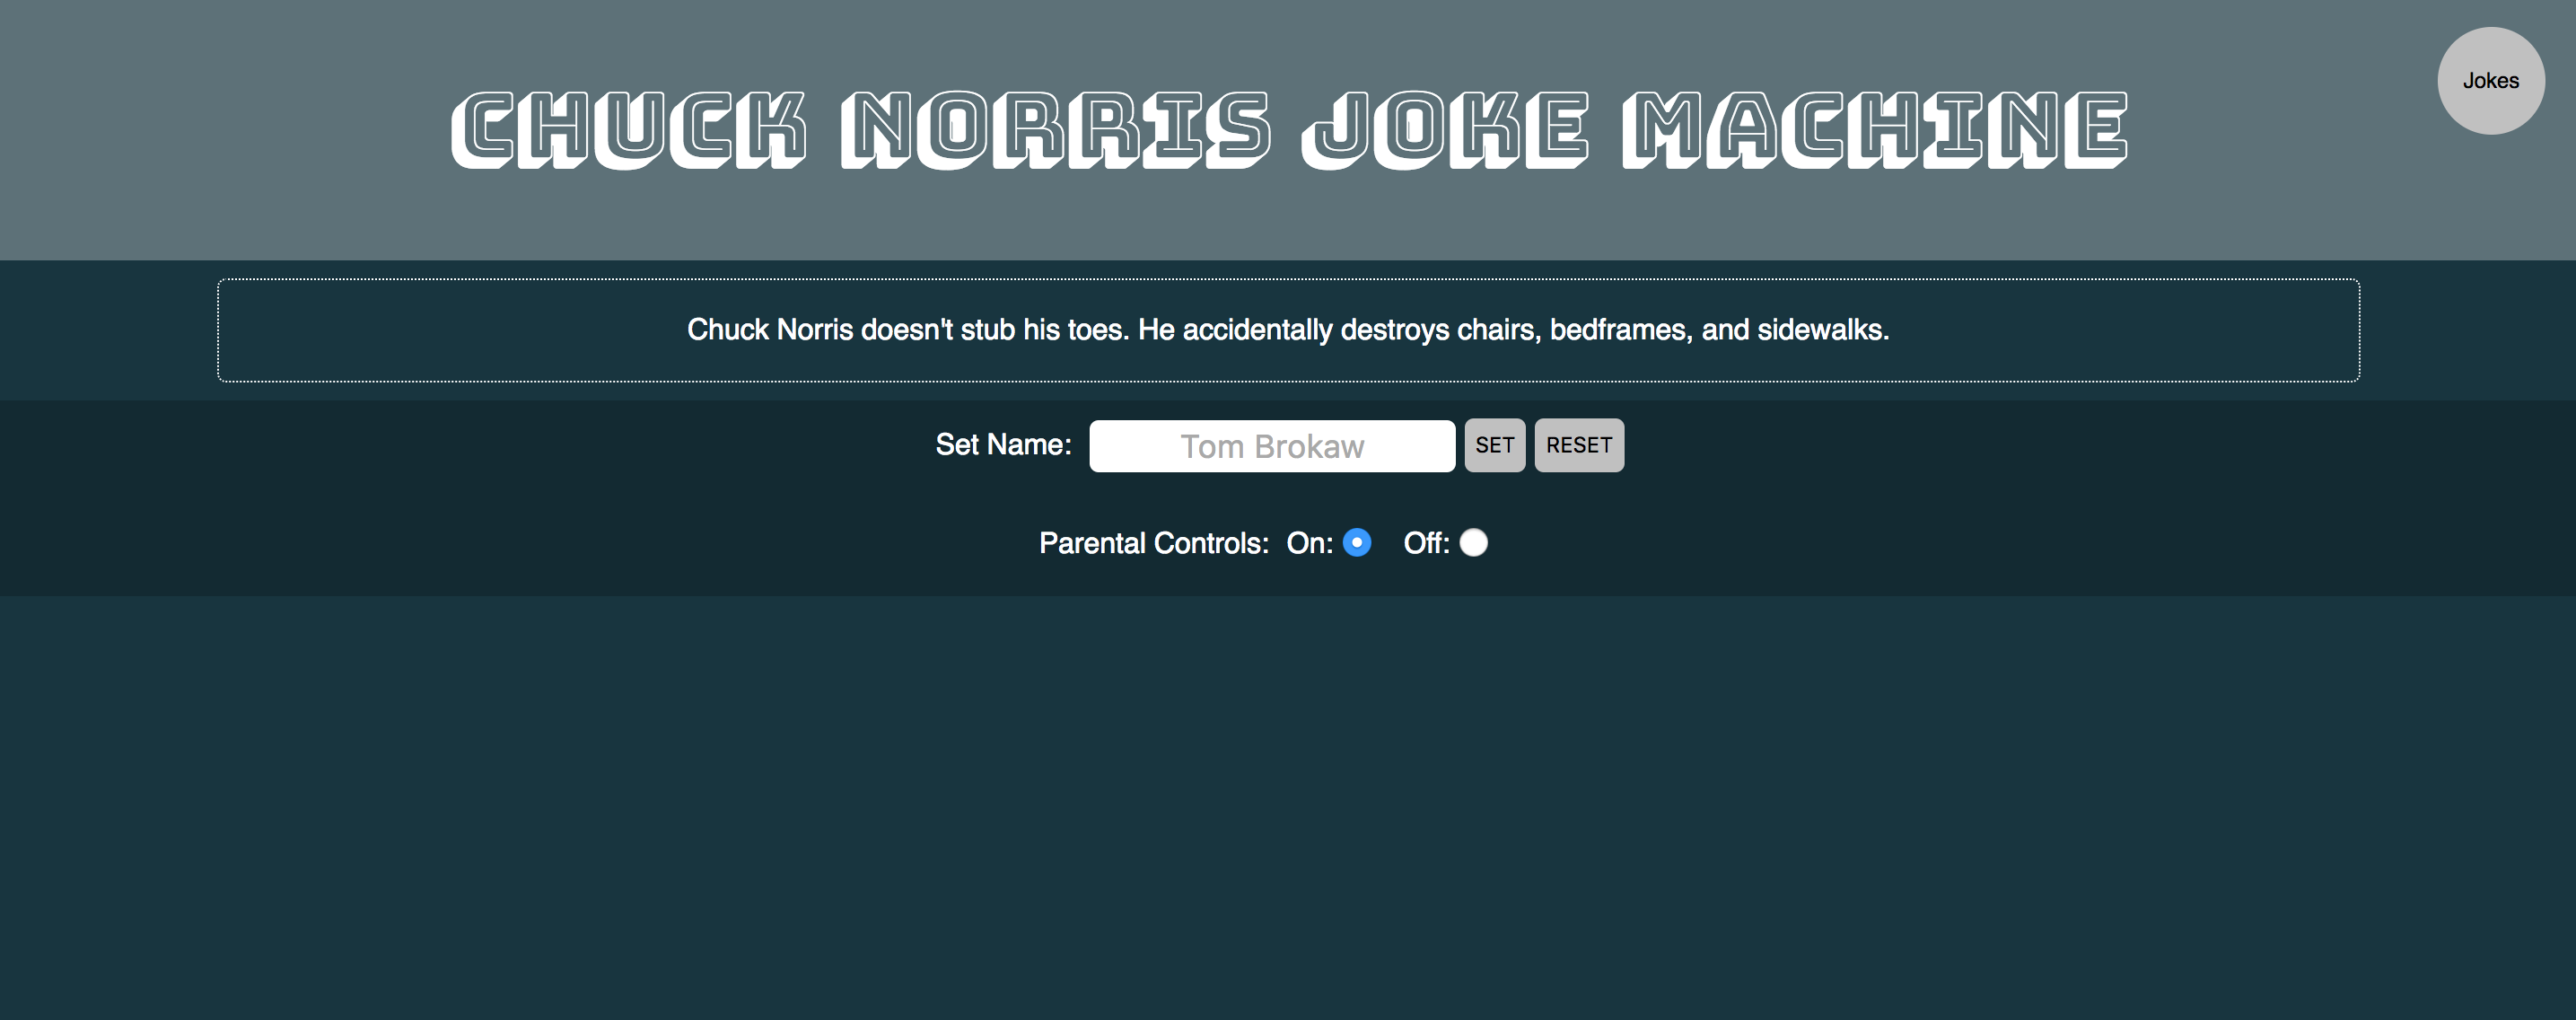 CHUCK NORRIS JOKE MACHINE
Jokes
Chuck Norris doesn't stub his toes. He accidentally destroys chairs, bedframes, and sidewalks.
Set Name: Tom Brokaw SET RESET
Parental Controls: On: Off: